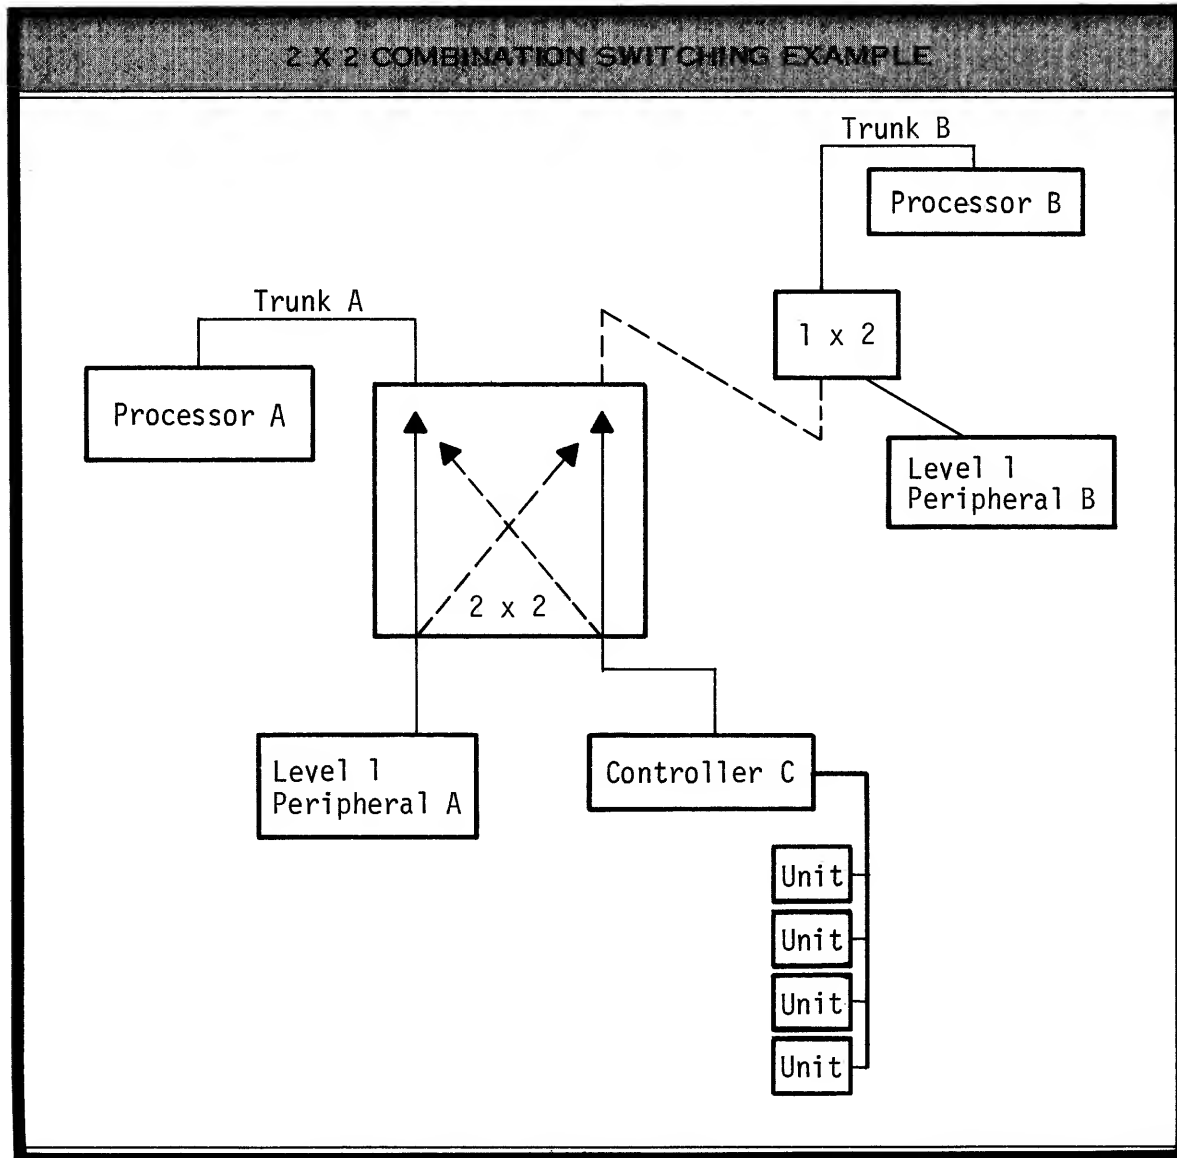 2 X 2 COMBINATION SWITCHING EXAMPLE
Trunk B
Processor B
Trunk A
1 x 2
Processor A
Level 1
Peripheral B
2 x 2
Level 1
Peripheral A
Controller C
Unit
Unit
Unit
Unit